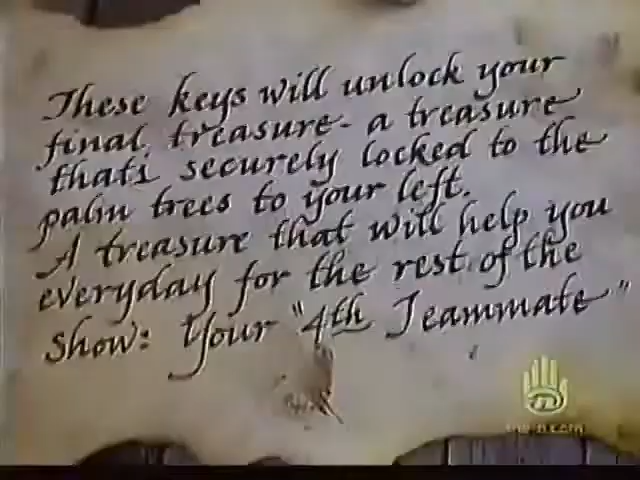 These keys will unlock your
final treasure - a treasure
that's securely locked to the
palm trees to your left.
A treasure that will help you
everyday for the rest of the
show: Your "4th Teammate"